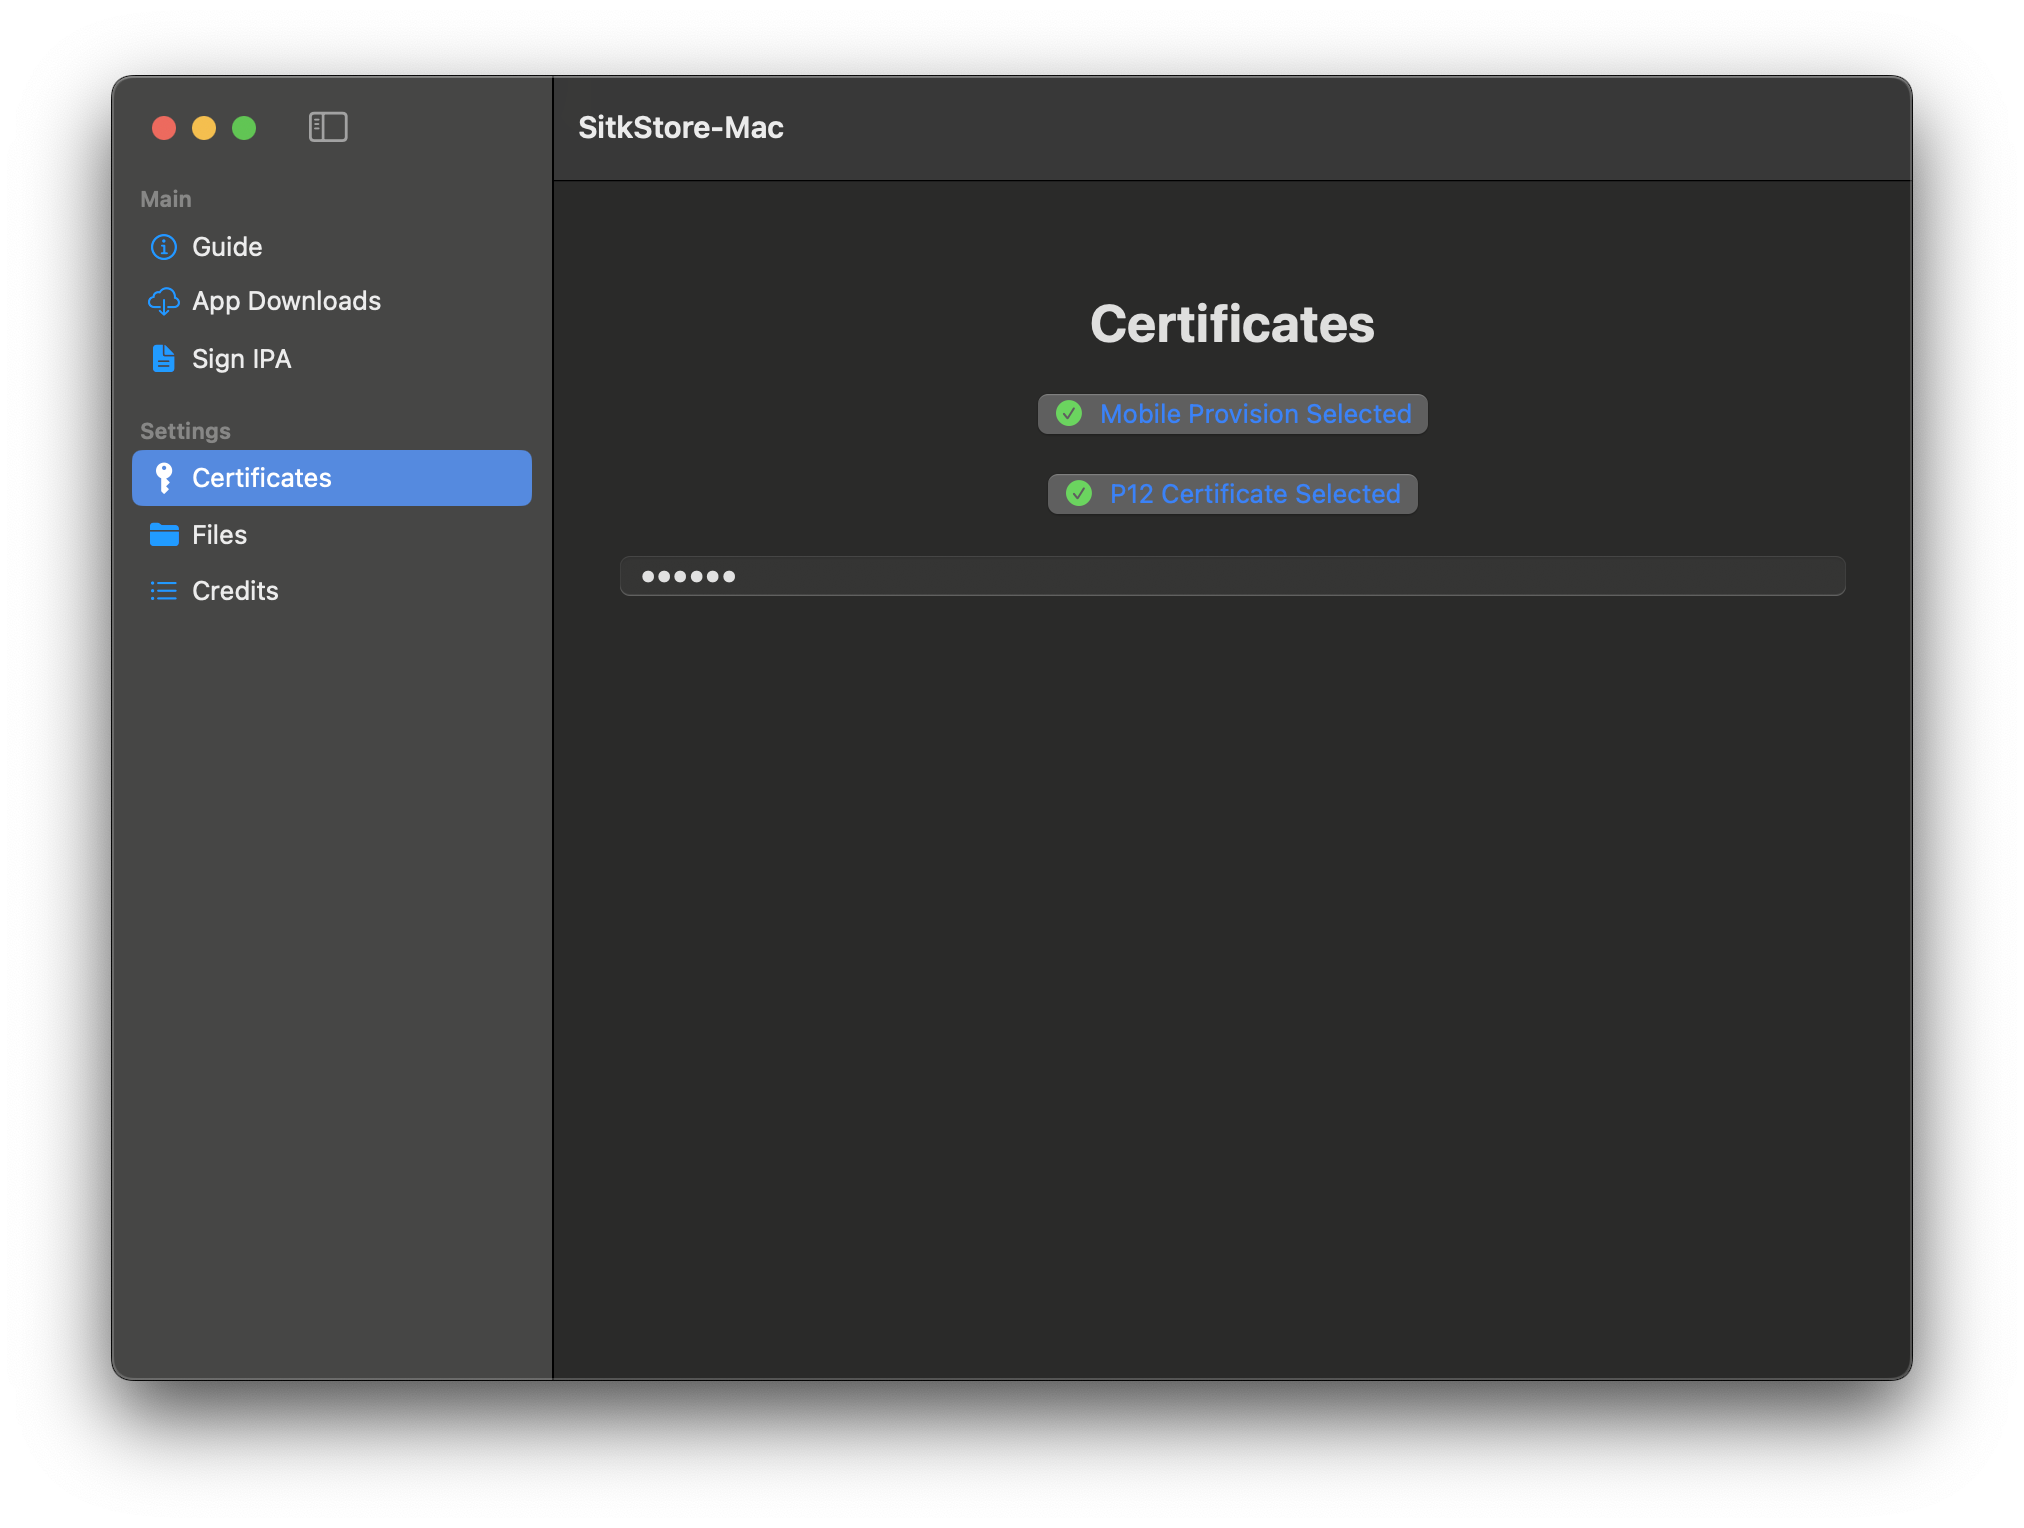 SitkStore-Mac
Main
Guide
App Downloads
Sign IPA
Settings
Certificates
Files
Credits
Certificates
Mobile Provision Selected
P12 Certificate Selected
••••••